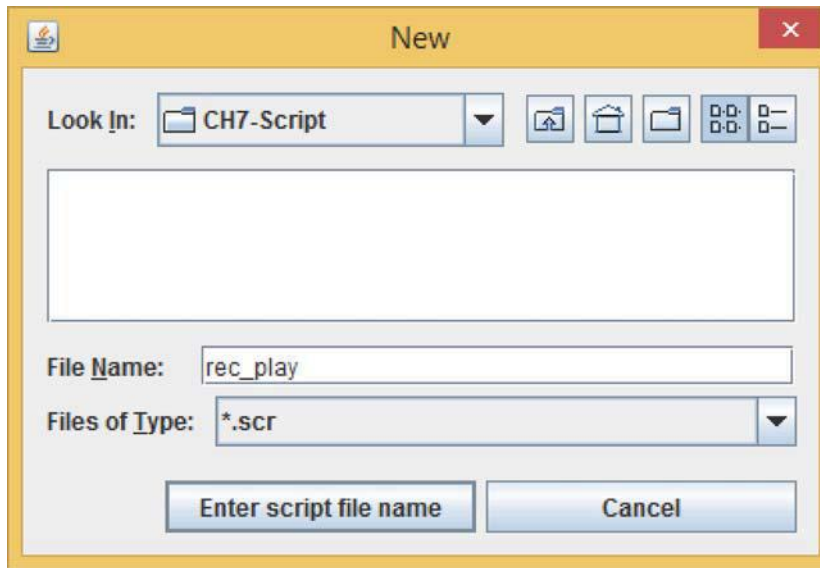 New
Look In: CH7-Script
File Name: rec_play
Files of Type: *.scr
Enter script file name Cancel